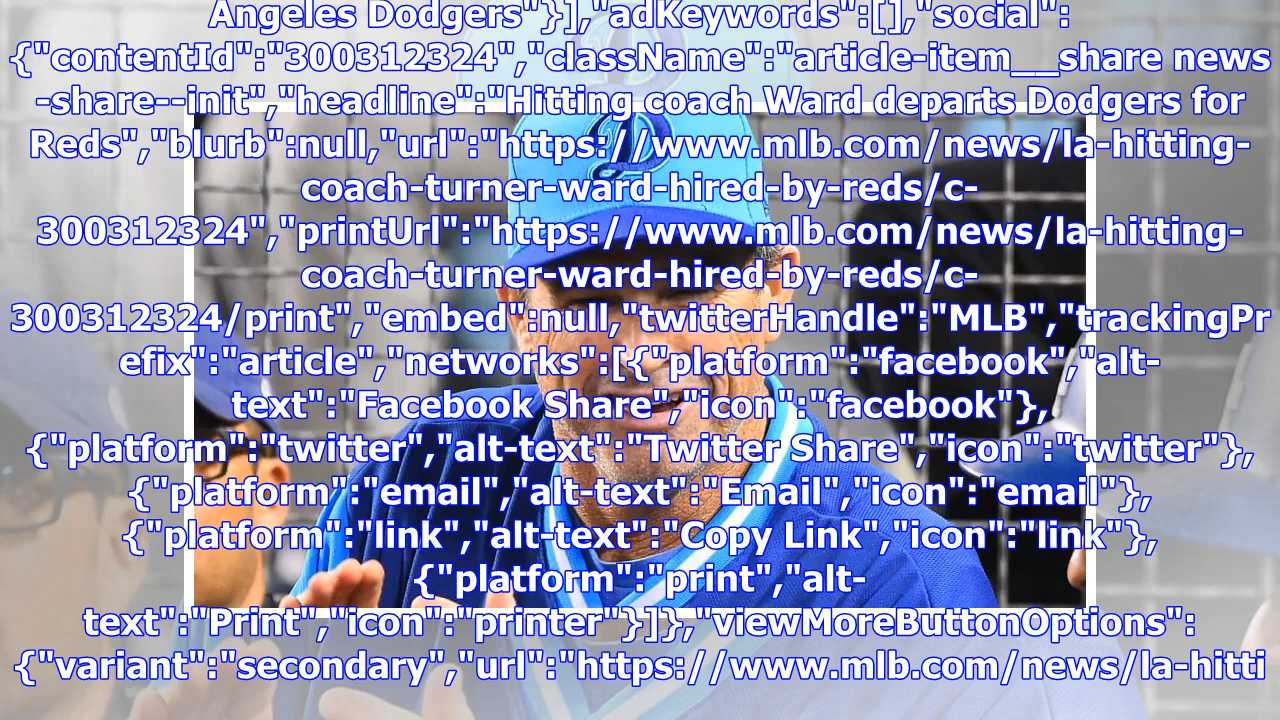 Angeles Dodgers"}],"adKeywords":[],"social":
{"contentId":"300312324","className":"article-item__share news
-share--init","headline":"Hitting coach Ward departs Dodgers for
Reds","blurb":null,"url":"https://www.mlb.com/news/la-hitting-
coach-turner-ward-hired-by-reds/c-
300312324","printUrl":"https://www.mlb.com/news/la-hitting-
coach-turner-ward-hired-by-reds/c-
300312324/print","embed":null,"twitterHandle":"MLB","trackingPr
efix":"article","networks":[{"platform":"facebook","alt-
text":"Facebook Share","icon":"facebook"},
{"platform":"twitter","alt-text":"Twitter Share","icon":"twitter"},
{"platform":"email","alt-text":"Email","icon":"email"},
{"platform":"link","alt-text":"Copy Link","icon":"link"},
{"platform":"print","alt-
text":"Print","icon":"printer"}]},"viewMoreButtonOptions":
{"variant":"secondary","url":"https://www.mlb.com/news/la-hitti